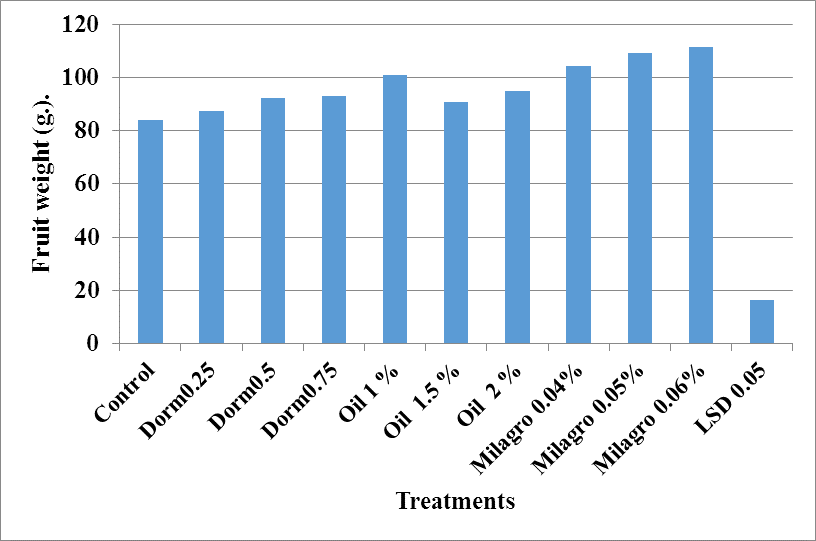 120
100
80
60
40
20
0
Fruit weight (g.).
Control
Dorm0.25
Dorm0.5
Dorm0.75
Oil 1 %
Oil  1.5 %
Oil  2 %
Milagro 0.04%
Milagro 0.05%
Milagro 0.06%
LSD 0.05
Treatments